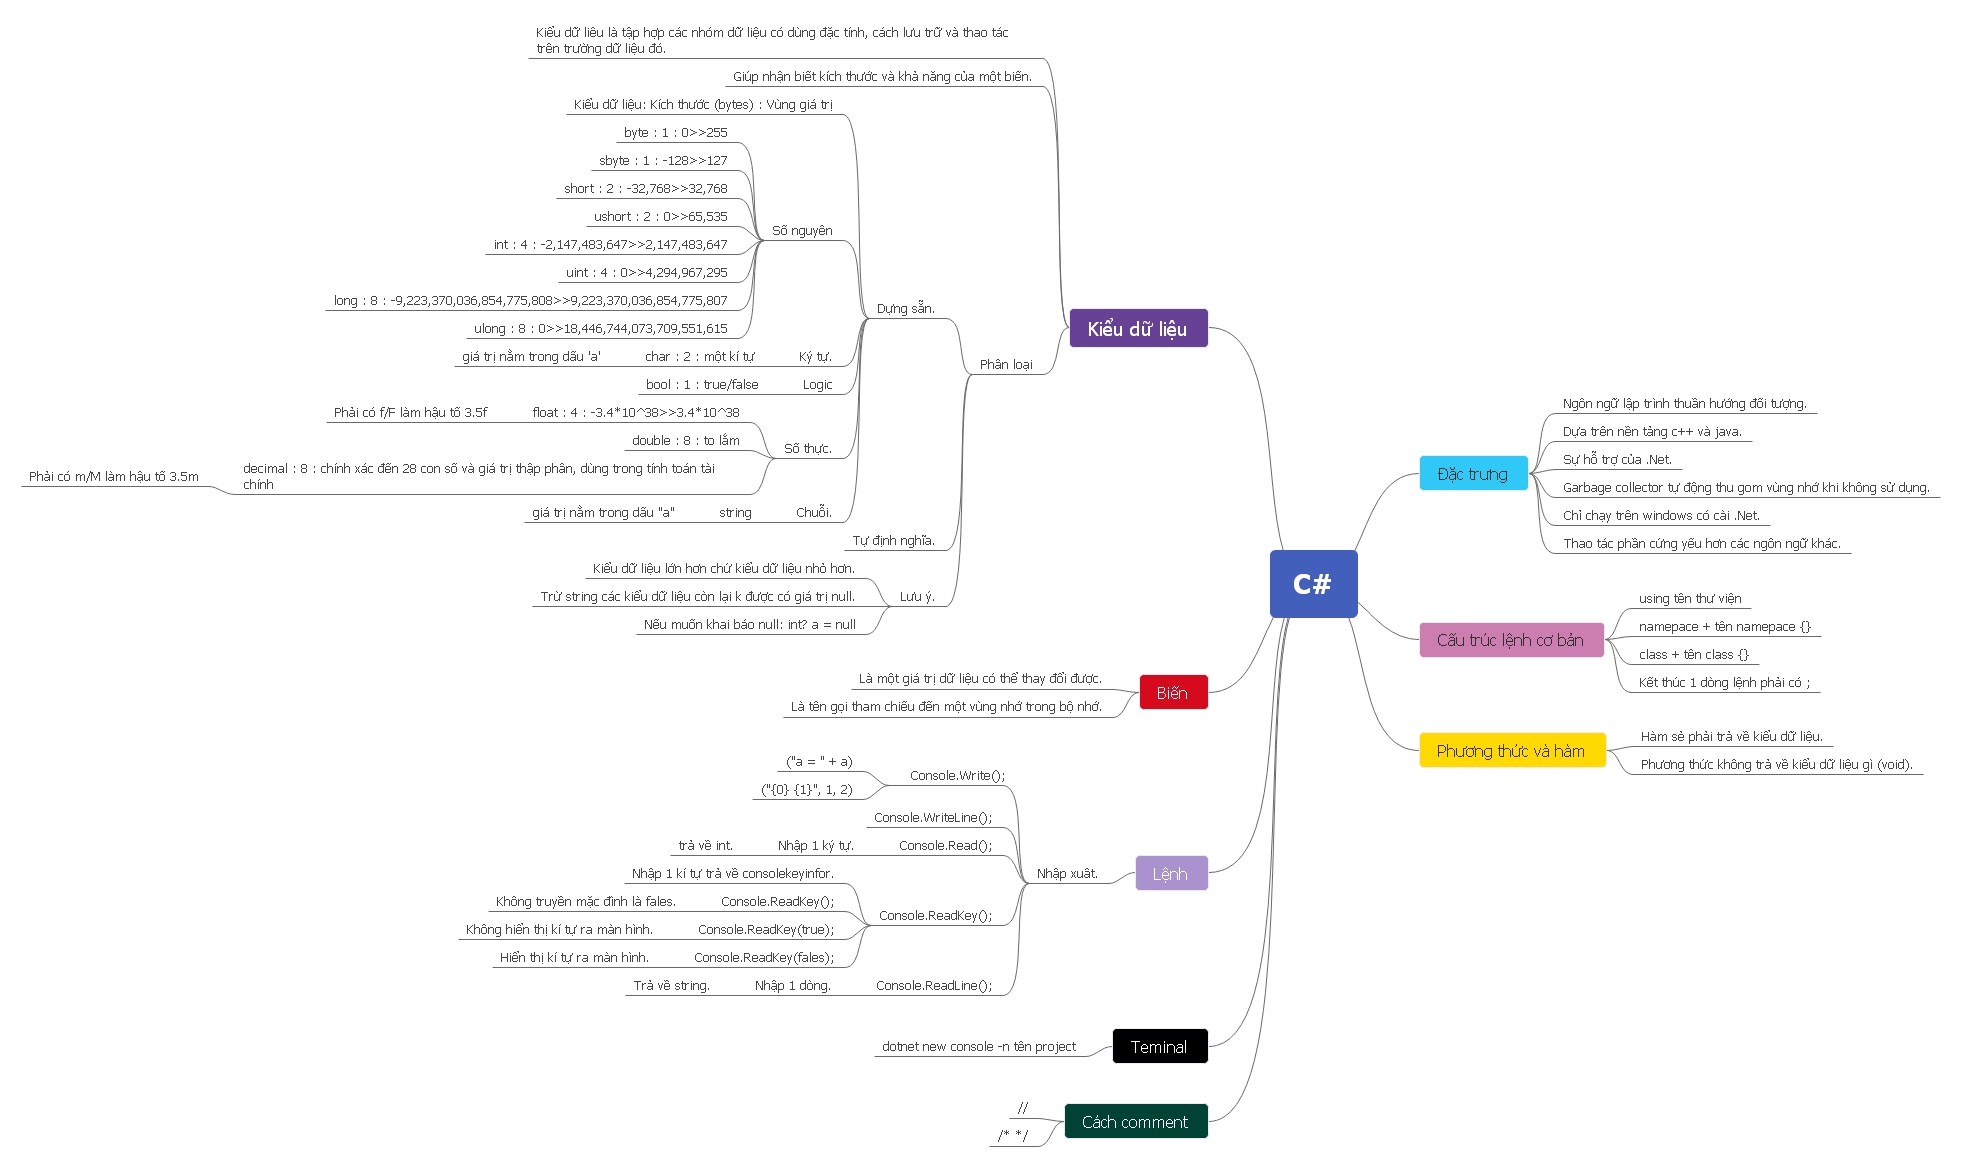 C#
Kiểu dữ liệu
Kiểu dữ liêu là tập hợp các nhóm dữ liệu có dùng đặc tính, cách lưu trữ và thao tác
trên trường dữ liệu đó.
Giúp nhận biết kích thước và khả năng của một biến.
Phân loại
Dựng sẵn.
Kiểu dữ liệu: Kích thước (bytes) : Vùng giá trị
Số nguyên
byte : 1 : 0>>255
sbyte : 1 : -128>>127
short : 2 : -32,768>>32,768
ushort : 2 : 0>>65,535
int : 4 : -2,147,483,647>>2,147,483,647
uint : 4 : 0>>4,294,967,295
long : 8 : -9,223,370,036,854,775,808>>9,223,370,036,854,775,807
ulong : 8 : 0>>18,446,744,073,709,551,615
Ký tự.
char : 2 : một kí tự
giá trị nằm trong dấu 'a'
Logic
bool : 1 : true/false
Số thực.
float : 4 : -3.4*10^38>>3.4*10^38
Phải có f/F làm hậu tố 3.5f
double : 8 : to lắm
decimal : 8 : chính xác đến 28 con số và giá trị thập phân, dùng trong tính toán tài
chính
Phải có m/M làm hậu tố 3.5m
Chuỗi.
string
giá trị nằm trong dấu "a"
Tự định nghĩa.
Lưu ý.
Kiểu dữ liệu lớn hơn chứ kiểu dữ liệu nhỏ hơn.
Trừ string các kiểu dữ liệu còn lại k được có giá trị null.
Nếu muốn khai báo null: int? a = null
Biến
Là một giá trị dữ liệu có thể thay đổi được.
Là tên gọi tham chiếu đến một vùng nhớ trong bộ nhớ.
Lệnh
Nhập xuât.
Console.Write();
("a = " + a)
("{0} {1}", 1, 2)
Console.WriteLine();
Console.Read();
Nhập 1 ký tự.
trả về int.
Console.ReadKey();
Nhập 1 kí tự trả về consolekeyinfor.
Console.ReadKey();
Không truyền mặc đình là fales.
Console.ReadKey(true);
Không hiển thị kí tự ra màn hình.
Console.ReadKey(fales);
Hiển thị kí tự ra màn hình.
Console.ReadLine();
Nhập 1 dòng.
Trả về string.
Teminal
dotnet new console -n tên project
Cách comment
//
/* */
Đặc trưng
Ngôn ngữ lập trình thuần hướng đối tượng.
Dựa trên nền tảng c++ và java.
Sự hỗ trợ của .Net.
Garbage collector tự động thu gom vùng nhớ khi không sử dụng.
Chỉ chạy trên windows có cài .Net.
Thao tác phần cứng yếu hơn các ngôn ngữ khác.
Cấu trúc lệnh cơ bản
using tên thư viện
namepace + tên namepace {}
class + tên class {}
Kết thúc 1 dòng lệnh phải có ;
Phương thức và hàm
Hàm sẻ phải trả về kiểu dữ liệu.
Phương thức không trả về kiểu dữ liệu gì (void).